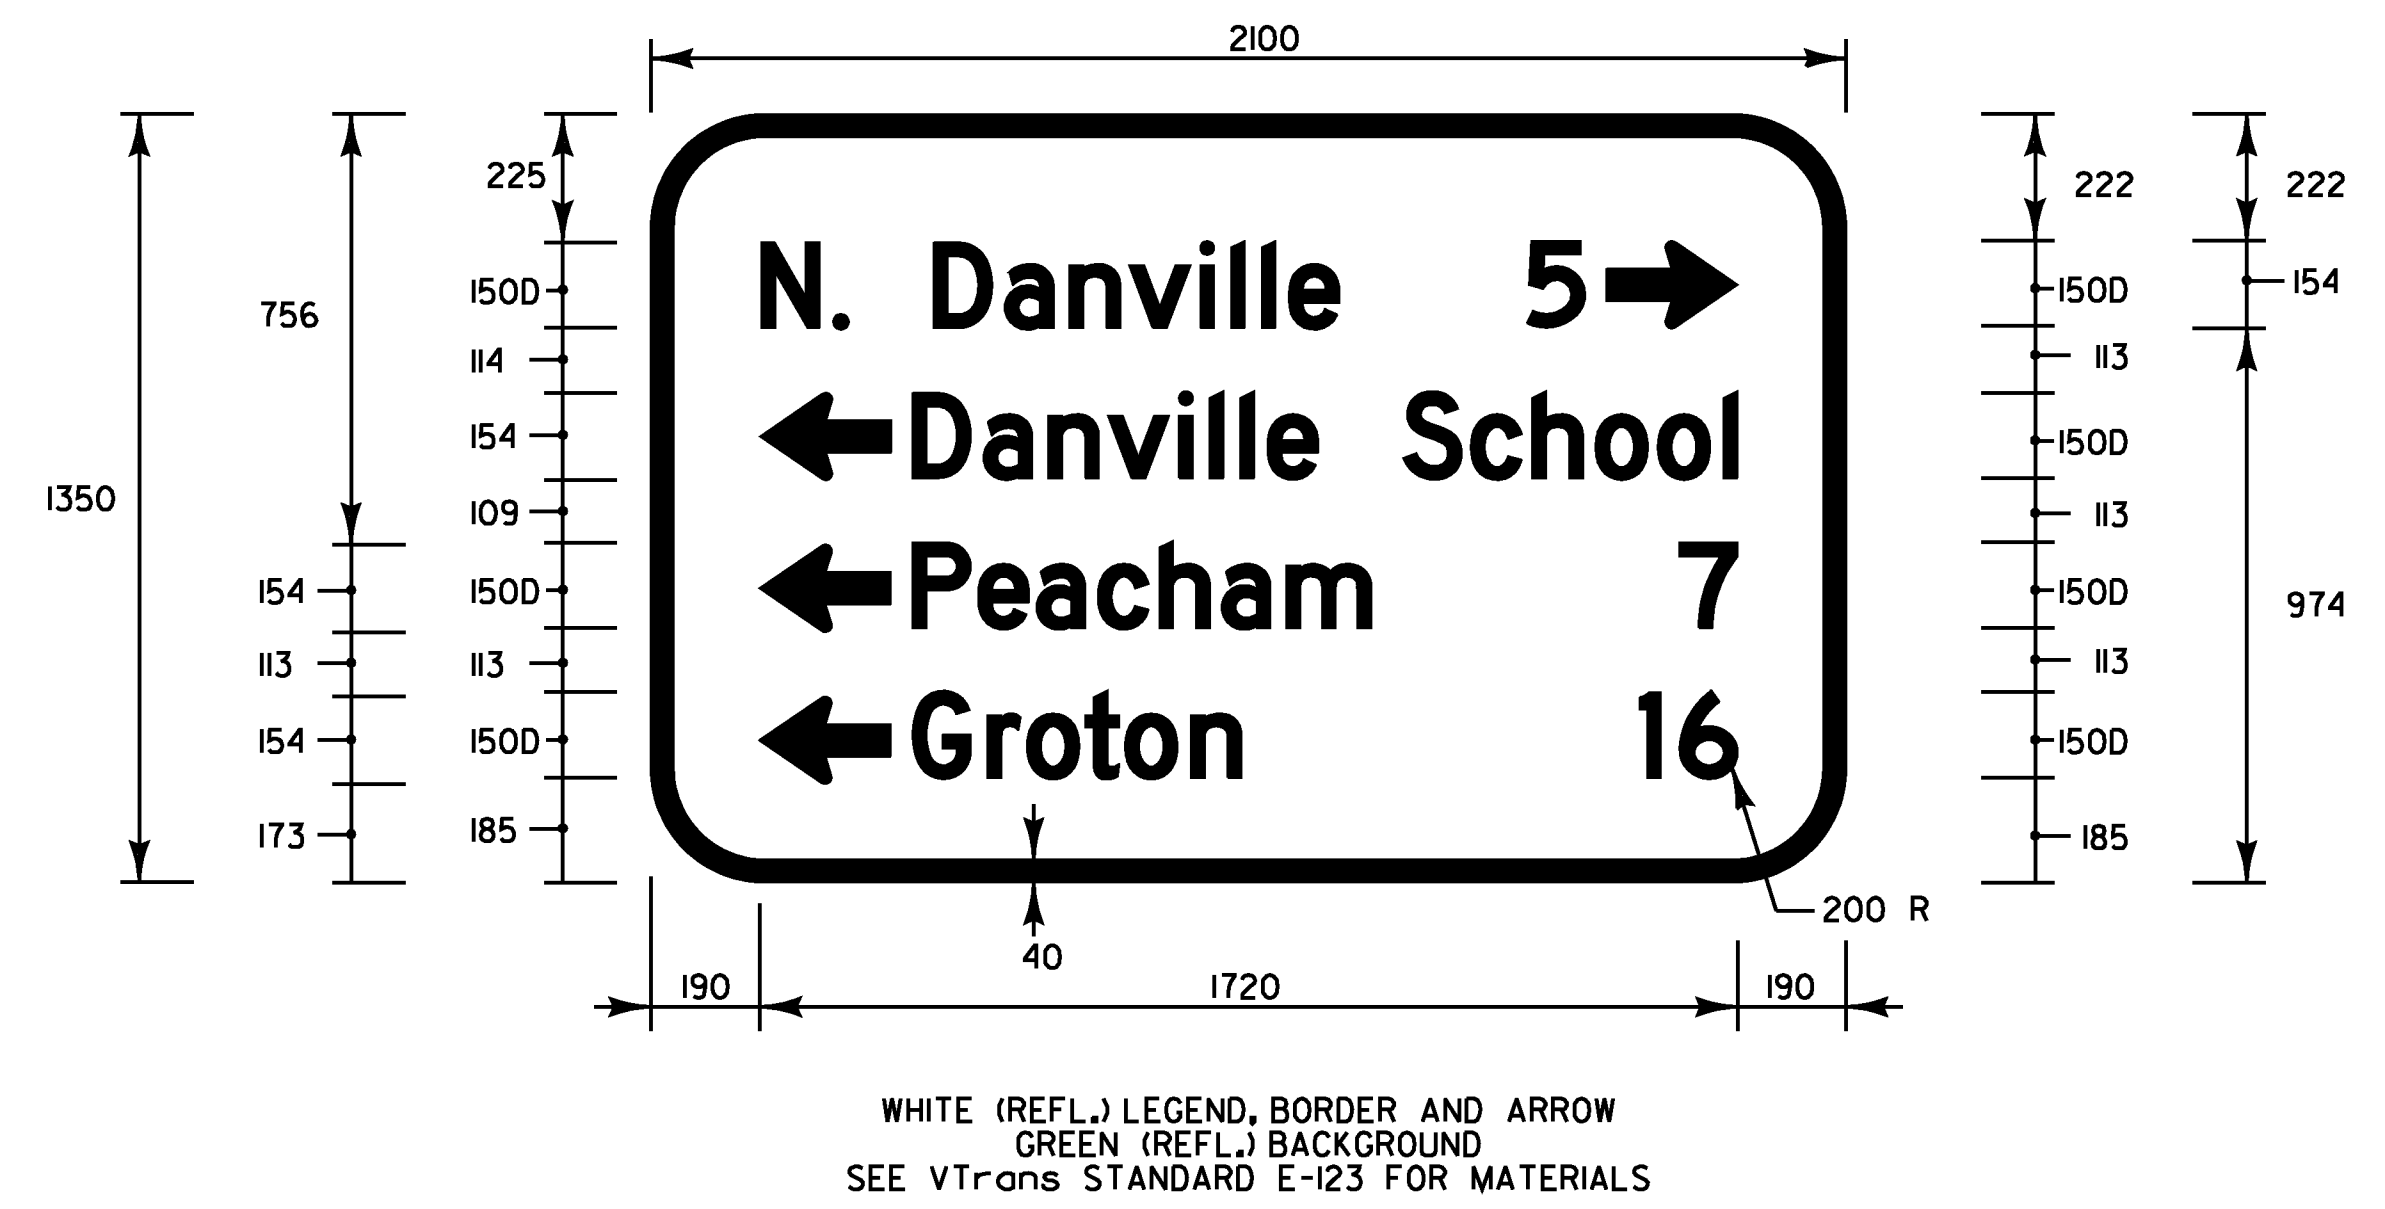 2100
225
222
222
150D
150D
154
N. Danville 5
756
114
113
154
150D
Danville School
1350
109
113
154
150D
150D
974
Peacham 7
113
113
113
154
150D
150D
Groton 16
173
185
185
200 R
40
190
1720
190
WHITE (REFL.) LEGEND, BORDER AND ARROW
GREEN (REFL.) BACKGROUND
SEE VTrans STANDARD E-123 FOR MATERIALS